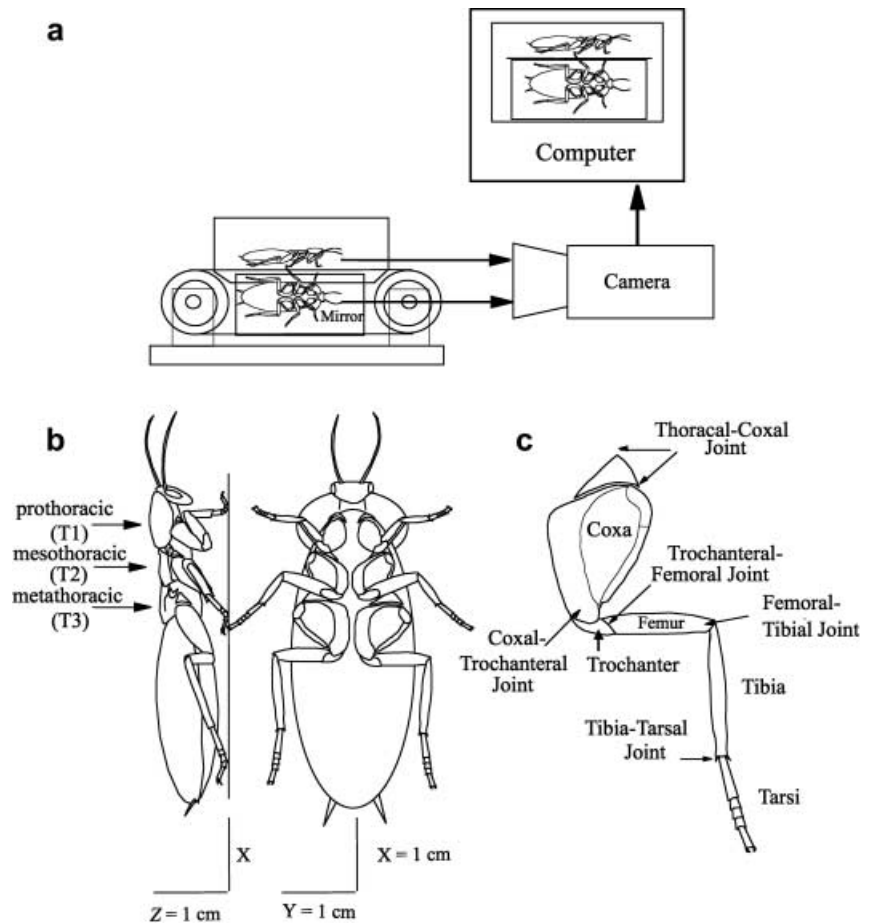 a
Computer
Camera
Mirror
b
prothoracic
(T1)
mesothoracic
(T2)
metathoracic
(T3)
X
Z = 1 cm
X = 1 cm
Y = 1 cm
c
Thoracal-Coxal
Joint
Coxa
Trochanteral-
Femoral Joint
Femur
Femoral-
Tibial Joint
Coxal-
Trochanteral
Joint
Trochanter
Tibia
Tibia-Tarsal
Joint
Tarsi